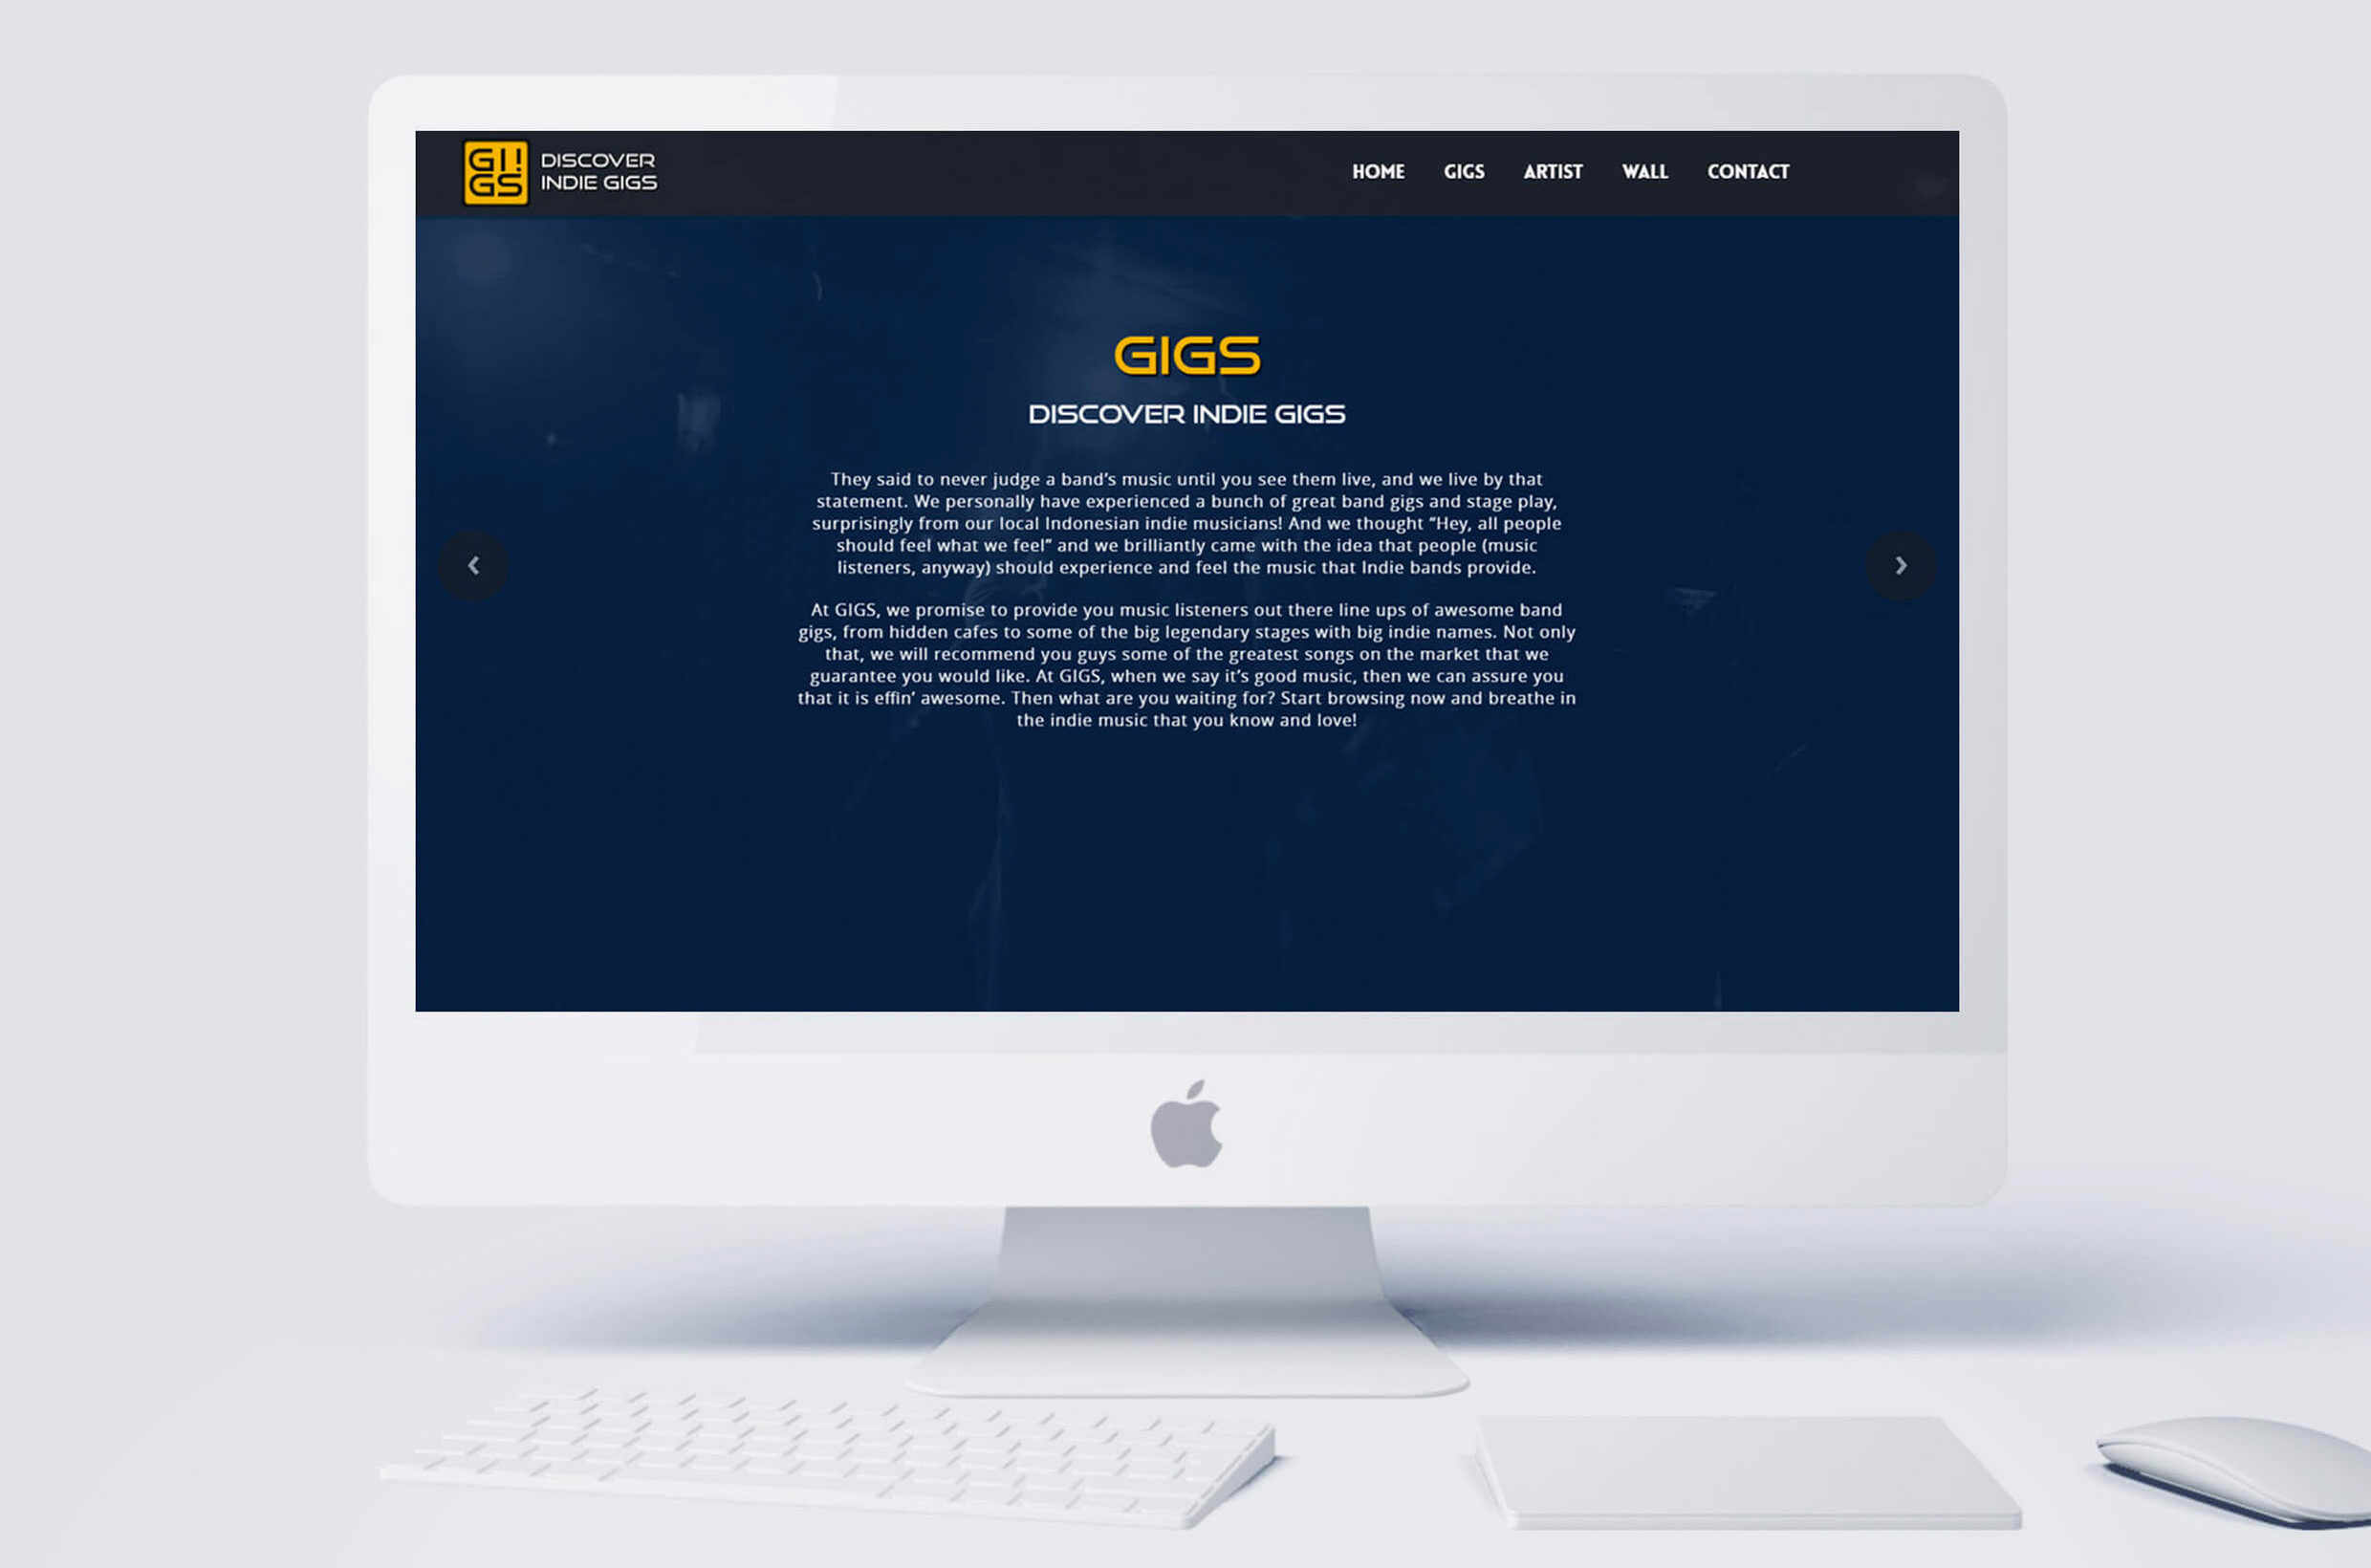 GI!
GS
DISCOVER
INDIE GIGS
HOME GIGS ARTIST WALL CONTACT
GIGS
DISCOVER INDIE GIGS
They said to never judge a band’s music until you see them live, and we live by that
statement. We personally have experienced a bunch of great band gigs and stage play,
surprisingly from our local Indonesian indie musicians! And we thought “Hey, all people
should feel what we feel” and we brilliantly came with the idea that people (music
listeners, anyway) should experience and feel the music that Indie bands provide.
At GIGS, we promise to provide you music listeners out there line ups of awesome band
gigs, from hidden cafes to some of the big legendary stages with big indie names. Not only
that, we will recommend you guys some of the greatest songs on the market that we
guarantee you would like. At GIGS, when we say it’s good music, then we can assure you
that it is effin’ awesome. Then what are you waiting for? Start browsing now and breathe in
the indie music that you know and love!